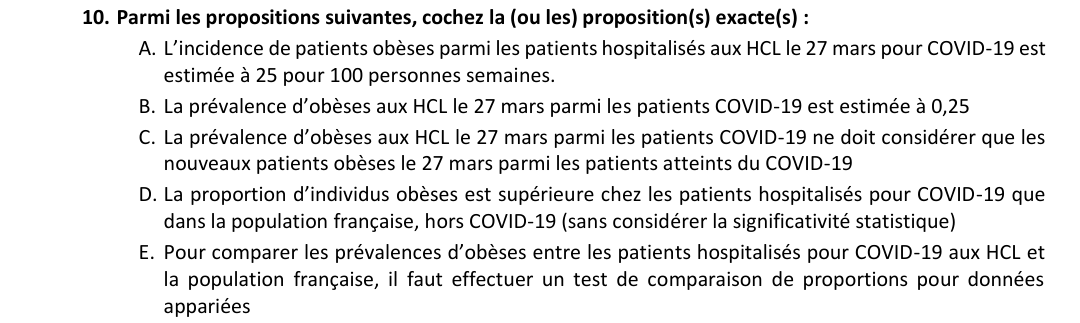 10. Parmi les propositions suivantes, cochez la (ou les) proposition(s) exacte(s) :
A. L’incidence de patients obèses parmi les patients hospitalisés aux HCL le 27 mars pour COVID-19 est
estimée à 25 pour 100 personnes semaines.
B. La prévalence d’obèses aux HCL le 27 mars parmi les patients COVID-19 est estimée à 0,25
C. La prévalence d’obèses aux HCL le 27 mars parmi les patients COVID-19 ne doit considérer que les
nouveaux patients obèses le 27 mars parmi les patients atteints du COVID-19
D. La proportion d’individus obèses est supérieure chez les patients hospitalisés pour COVID-19 que
dans la population française, hors COVID-19 (sans considérer la significativité statistique)
E. Pour comparer les prévalences d’obèses entre les patients hospitalisés pour COVID-19 aux HCL et
la population française, il faut effectuer un test de comparaison de proportions pour données
appariées